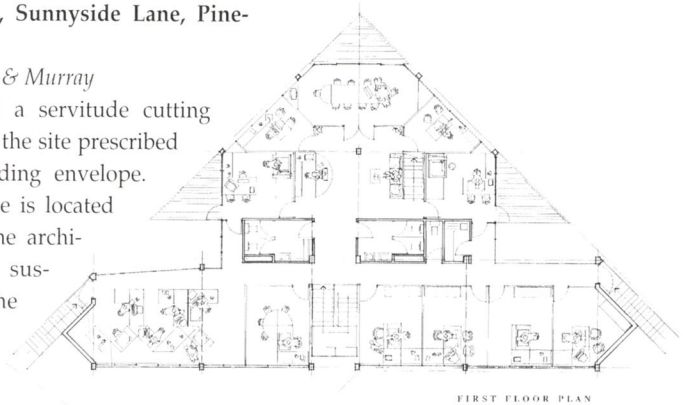 , Sunnyside Lane, Pine-
& Murray
a servitude cutting
the site prescribed
ding envelope.
e is located
ne archi-
sus-
ne
FIRST FLOOR PLAN